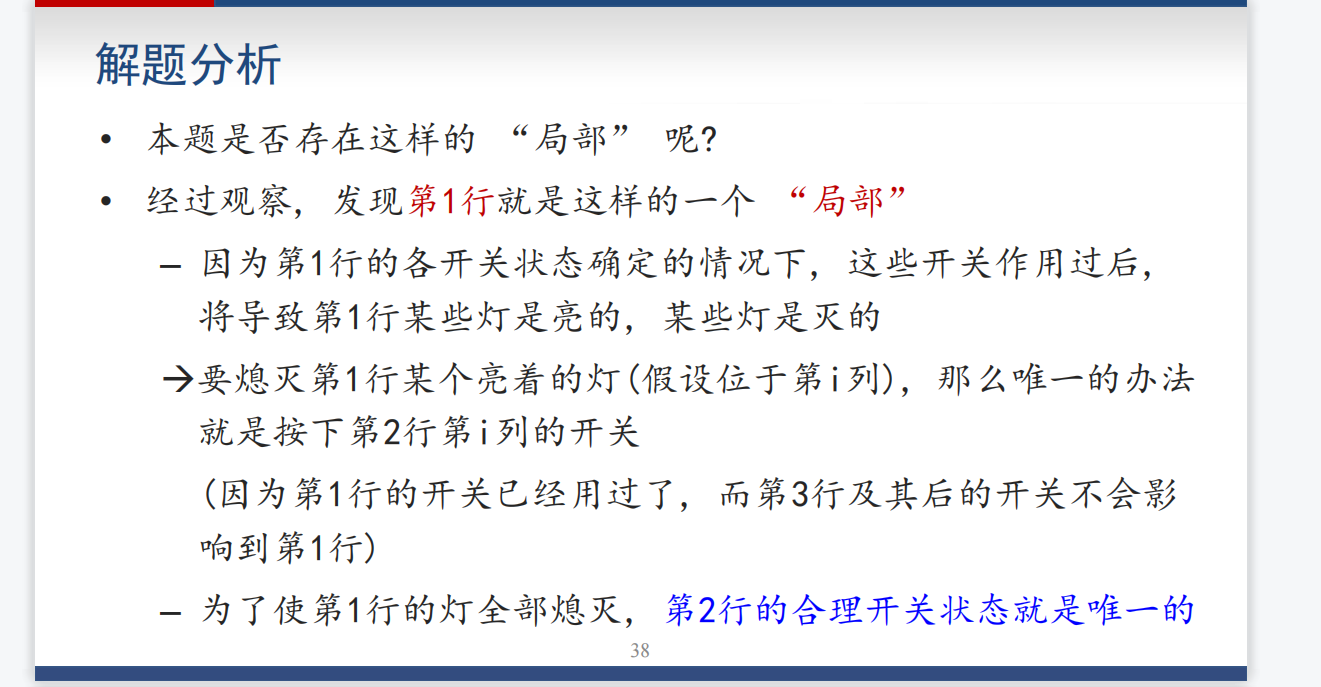 解题分析
• 本题是否存在这样的 “局部” 呢?
• 经过观察, 发现第1行就是这样的一个 “局部”
– 因为第1行的各开关状态确定的情况下, 这些开关作用过后,
将导致第1行某些灯是亮的, 某些灯是灭的
→要熄灭第1行某个亮着的灯(假设位于第i列), 那么唯一的办法
就是按下第2行第i列的开关
(因为第1行的开关已经用过了, 而第3行及其后的开关不会影
响到第1行)
– 为了使第1行的灯全部熄灭, 第2行的合理开关状态就是唯一的
38